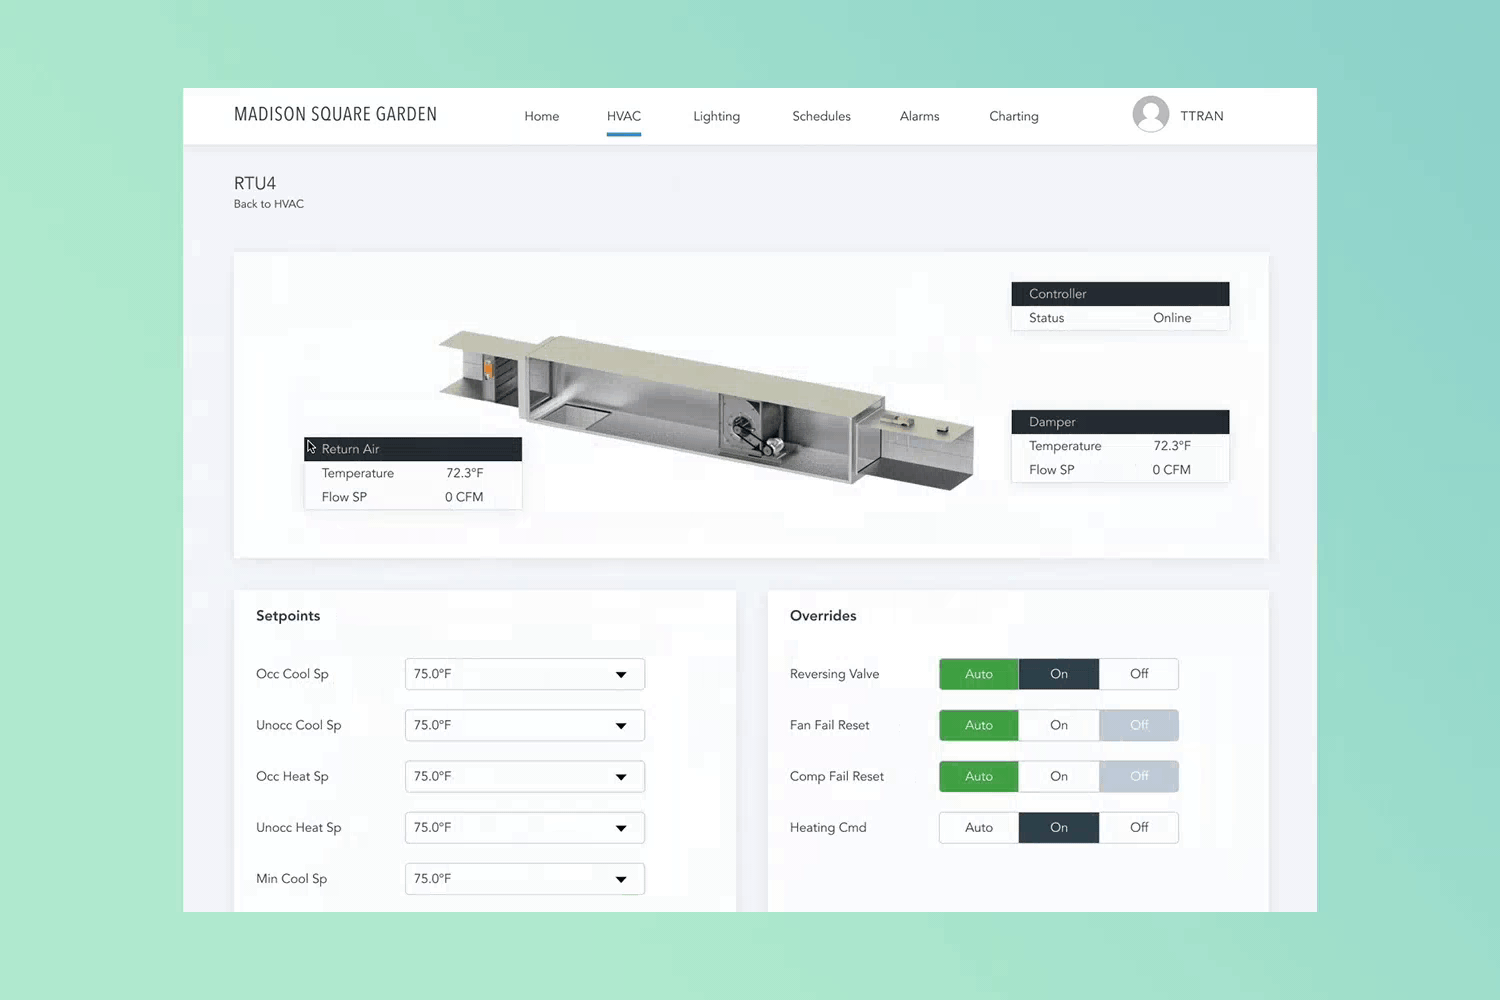 MADISON SQUARE GARDEN Home HVAC Lighting Schedules Alarms Charting TTRAN
RTU4
Back to HVAC
Controller
Status Online
Return Air
Temperature 72.3°F
Flow SP 0 CFM
Damper
Temperature 72.3°F
Flow SP 0 CFM
Setpoints
Occ Cool Sp 75.0°F
Unocc Cool Sp 75.0°F
Occ Heat Sp 75.0°F
Unocc Heat Sp 75.0°F
Min Cool Sp 75.0°F
Overrides
Reversing Valve Auto On Off
Fan Fail Reset Auto On Off
Comp Fail Reset Auto On Off
Heating Cmd Auto On Off